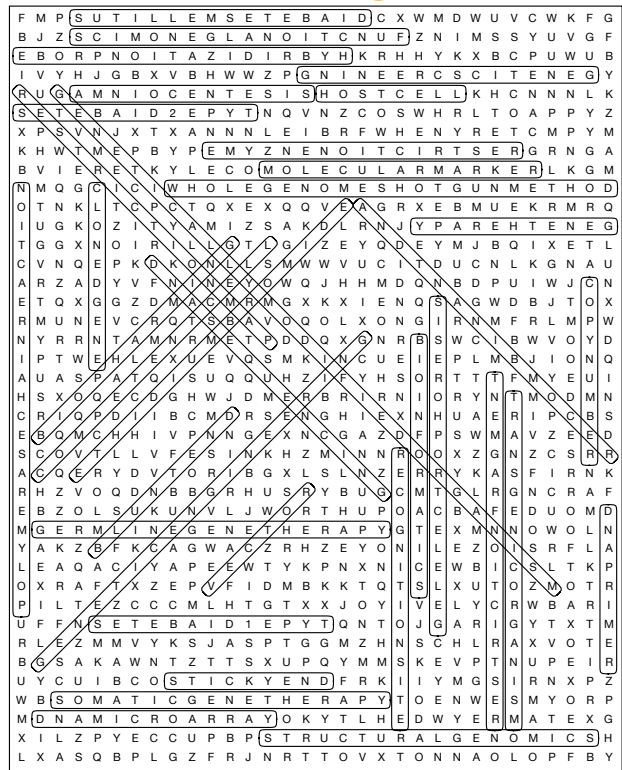 F M P S U T I L L E M S E T E B A I D C X W M D W U V C W K F G
B J Z S C I M O N E G L A N O I T C N U F Z N I M S S Y U V G F
E B O R P N O I T A Z I D I R B Y H K R H H Y K X B C P U W U B
I V Y H J G B X V B H W W Z P G N I N E E R C S C I T E N E G Y
R U G A M N I O C E N T E S I S H O S T C E L L K H C N N N L K
S E T E B A I D 2 E P Y T N Q V N Z C O S W H R L T O A P P Y Z
X P S V N J X T X A N N N L E I B R F W H E N Y R E T C M P Y M
K H W T M E P B Y P E M Y Z N E N O I T C I R T S E R G R N G A
B V I E R E T K Y L E C O M O L E C U L A R M A R K E R L K G M
N M Q G C I C I W H O L E G E N O M E S H O T G U N M E T H O D
O T N K L T C P C T Q X E X Q Q V E A G R X E B M U E K R M R Q
I U G K O Z I T Y A M I Z S A K D L R N J Y P A R E H T E N E G
T G G X N O I R I L L G T L G I Z E Y Q D E Y M J B Q I X E T L
C V N Q E P K D K O N L L S M W W V U C I T D U C N L K G N A U
A R Z A D Y V F N I N E Y O W Q J H H M D Q N B D P U I W J C N
E T Q X G G Z D M A C M R M G X K X I E N Q S A G W D B J T O X
R M U N E V C R Q T S B A V O Q O L X O N G I R N M F R L M P W
N Y R R N T A M N R M E T P D D Q X G N R B S W C I B W V O Y D
I P T W E H L E X U E V Q S M K I N C U E I E P L M B J I O N Q
A U A S P A T Q I S U Q Q U H Z I F Y H S O R T T T F M Y E U I
H S X O Q E C D G H W J D M E R B R I R N I O R Y N T M O D M N
C R I Q P D I I B C M D R S E N G H I E X N H U A E R I P C B S
E B Q M C H H I V P N N G E X N C G A Z D F P S W M A V Z E E D
S C O V T L L V F E S I N K H Z M I N N R O O X Z G N Z C S R R
A C Q E R Y D V T O R I B G X L S L N Z E R R Y K A S F I R N K
R H Z V O Q D N B B G R H U S R Y B U G C M T G L R G N C R A F
E B Z O L S U K U N V L J W O R T H U P O A C B A F E D U O M D
M G E R M L I N E G E N E T H E R A P Y G T E X M N N O W O L N
Y A K Z B F K C A G W A C Z R H Z E Y O N I L E Z O I S R F L A
L E A Q A C I Y A P E E W T Y K P N X N I C E W B I C S L T K P
O X R A F T X Z E P V F I D M B K K T Q T S L X U T O Z M O T R
P I L T E Z C C C M L H T G T X X J O Y I V E L Y C R W B A R I
U F F N S E T E B A I D 1 E P Y T Q N T O J G A R I G Y T X T M
R L E Z M M V Y K S J A S P T G G M Z H N S C H L R A X V O T E
B G S A K A W N T Z T T S X U P Q Y M M S K E V P T N U P E I R
U Y C U I B C O S T I C K Y E N D F R K I I Y M G S I R N X P Z
W B S O M A T I C G E N E T H E R A P Y T O E N W E S M Y O R P
M D N A M I C R O A R R A Y O K Y T L H E D W Y E R M A T E X G
X I L Z P Y E C C U P B P S T R U C T U R A L G E N O M I C S H
L X A S Q B P L G Z F R J N R T T O V X T O N N A O L O P F B Y